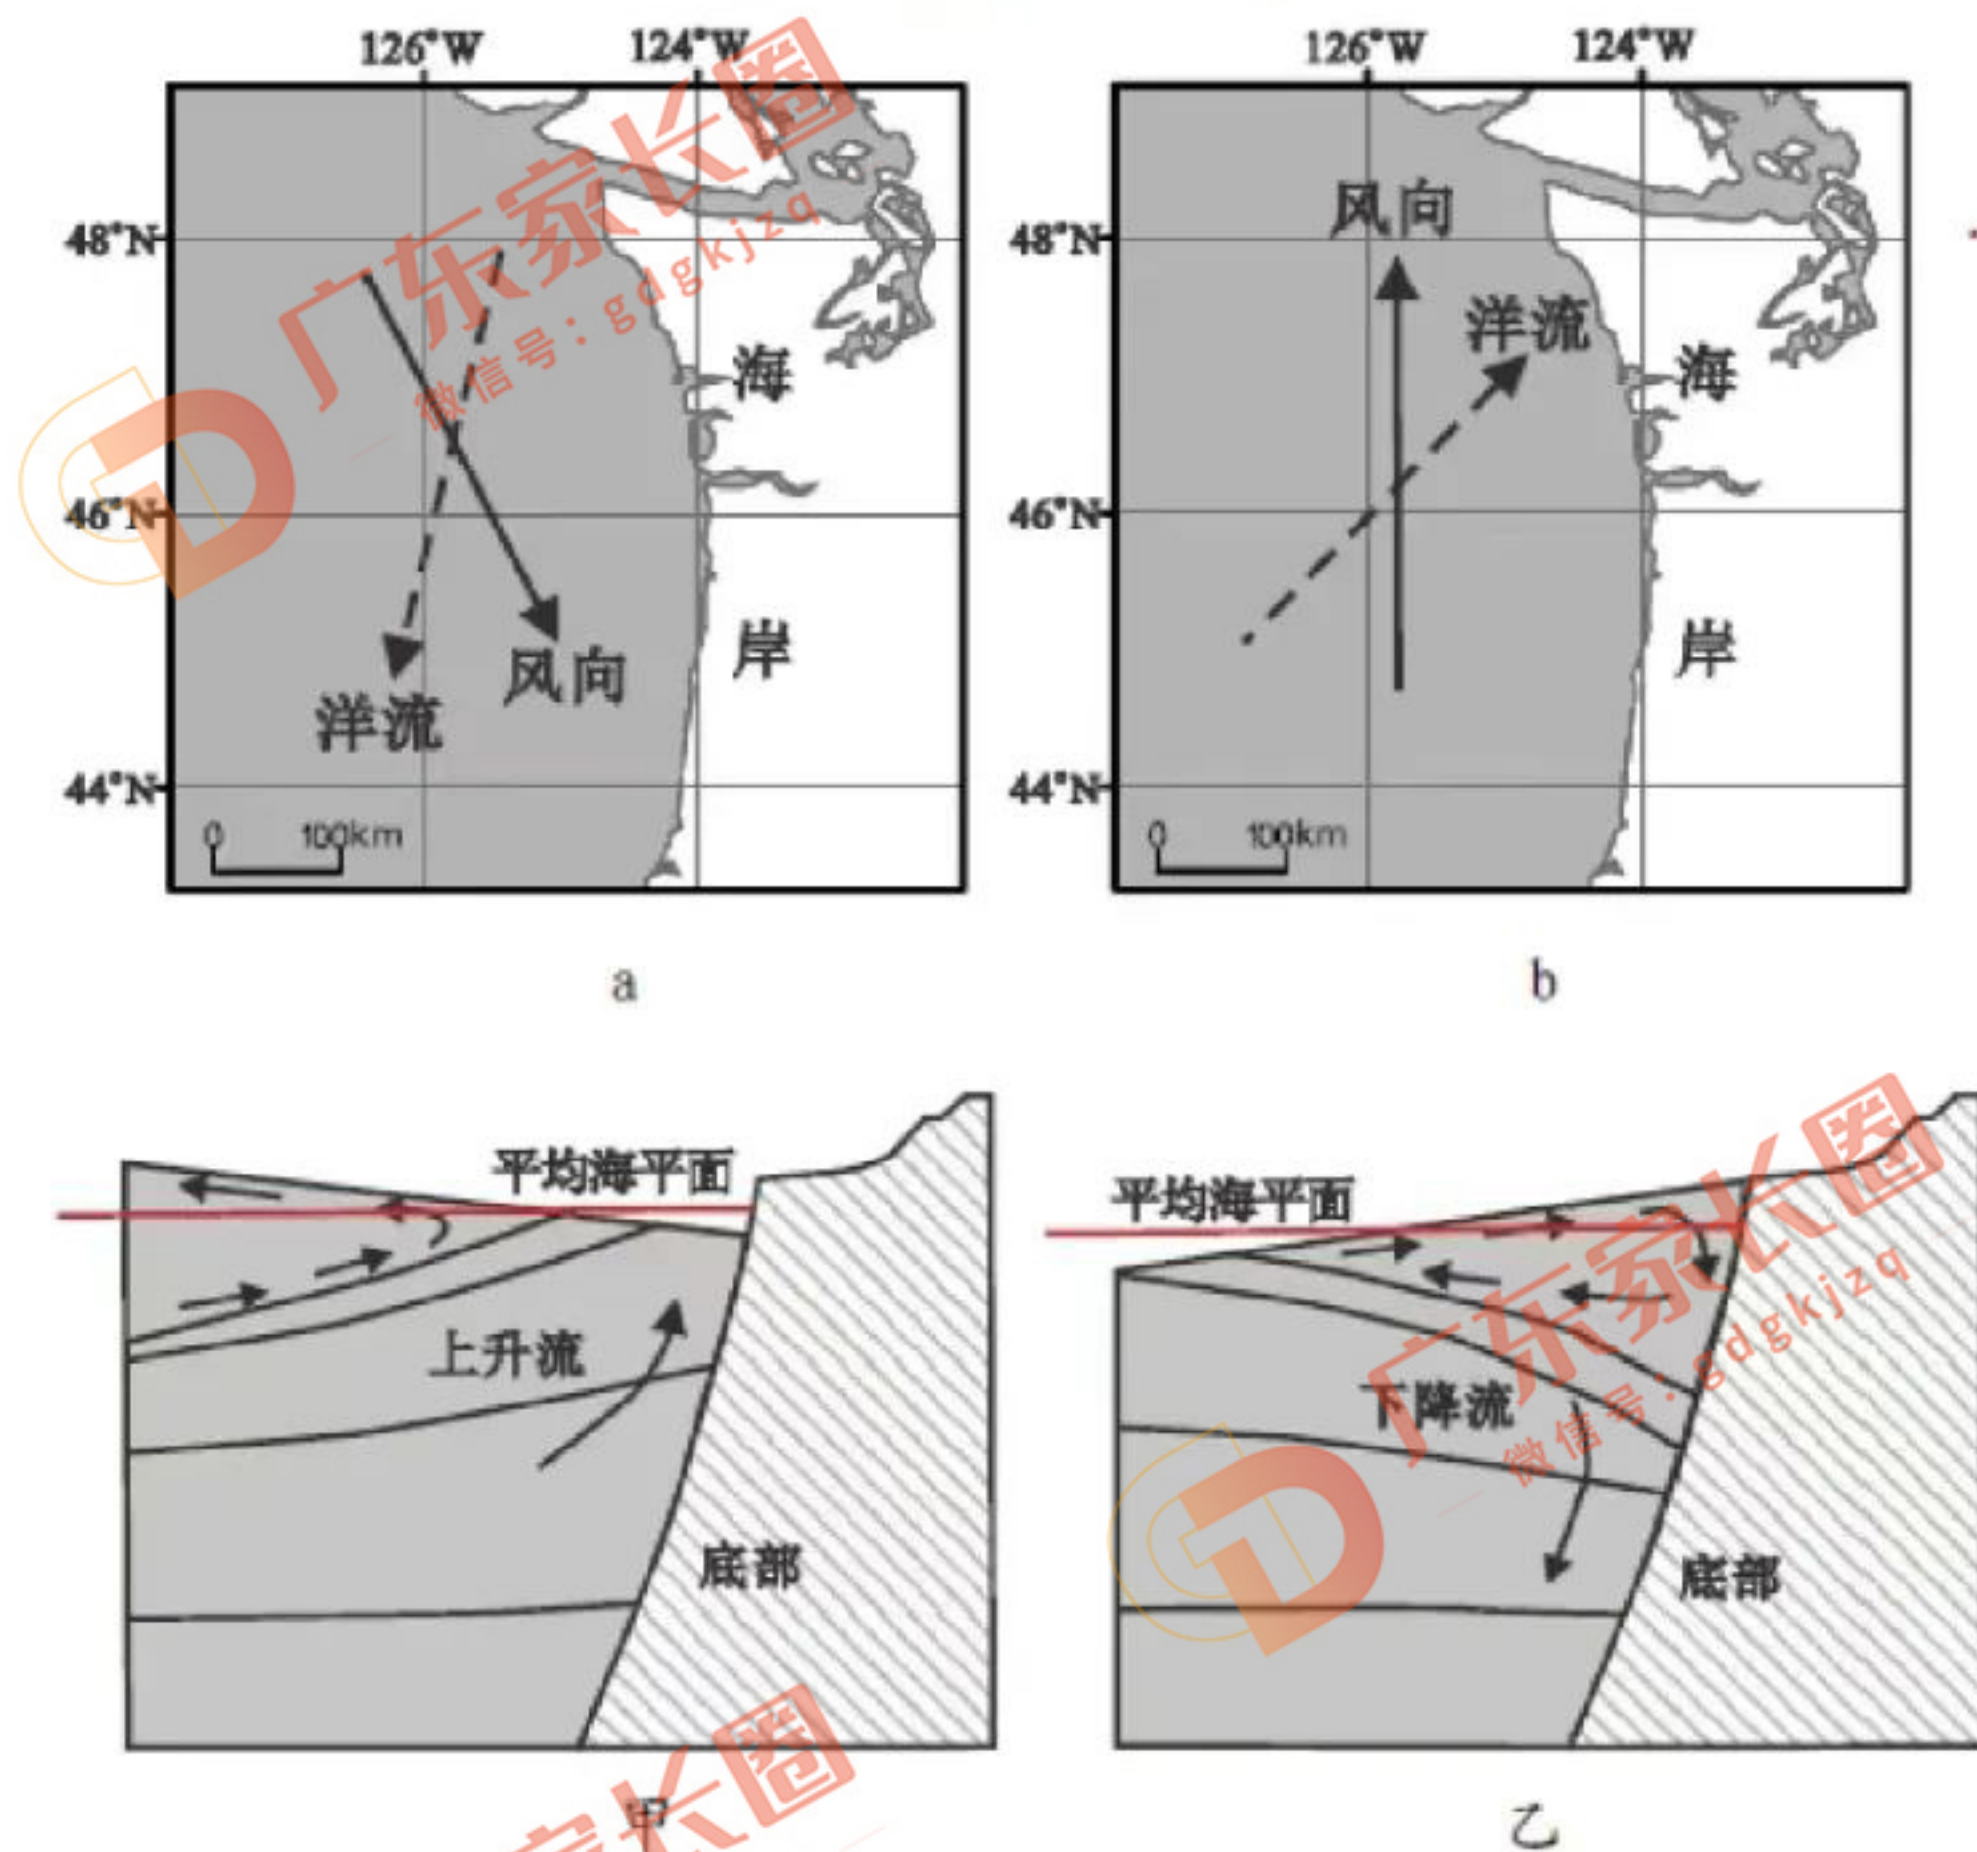 126°W 124°W 126°W 124°W
广东家长圈
微信号：gdgkjzq
48°N 风向 48°N
洋流
海 海
46°N 46°N
岸 岸
风向
洋流
44°N 44°N
0 100km 0 100km
a b
平均海平面 平均海平面
广东家长圈
微信号：gdgkjzq
上升流 下降流
底部 底部
家长圈
甲 乙